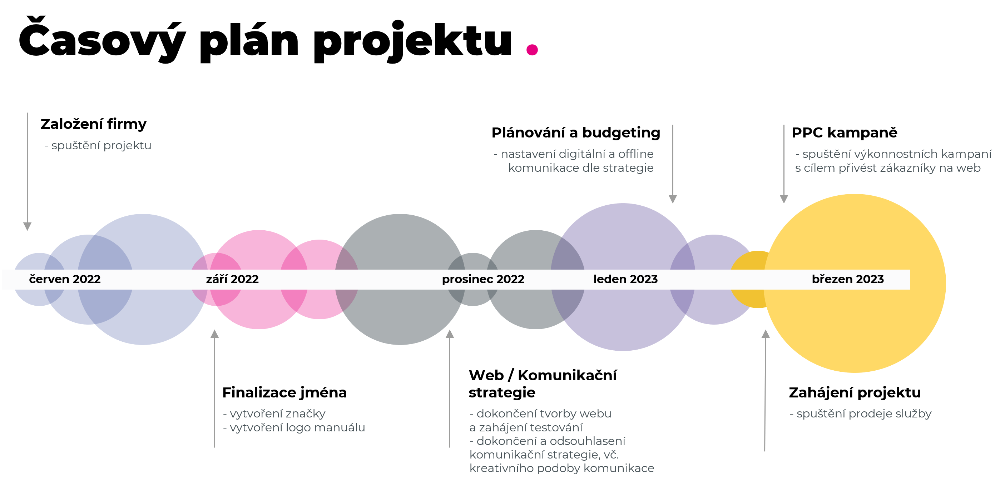 Časový plán projektu .
Založení firmy
- spuštění projektu
Plánování a budgeting
- nastavení digitální a offline
komunikace dle strategie
PPC kampaně
- spuštění výkonnostních kampaní
s cílem přivést zákazníky na web
červen 2022
září 2022
prosinec 2022
leden 2023
březen 2023
Finalizace jména
- vytvoření značky
- vytvoření logo manuálu
Web / Komunikační
strategie
- dokončení tvorby webu
a zahájení testování
- dokončení a odsouhlasení
komunikační strategie, vč.
kreativního podoby komunikace
Zahájení projektu
- spuštění prodeje služby